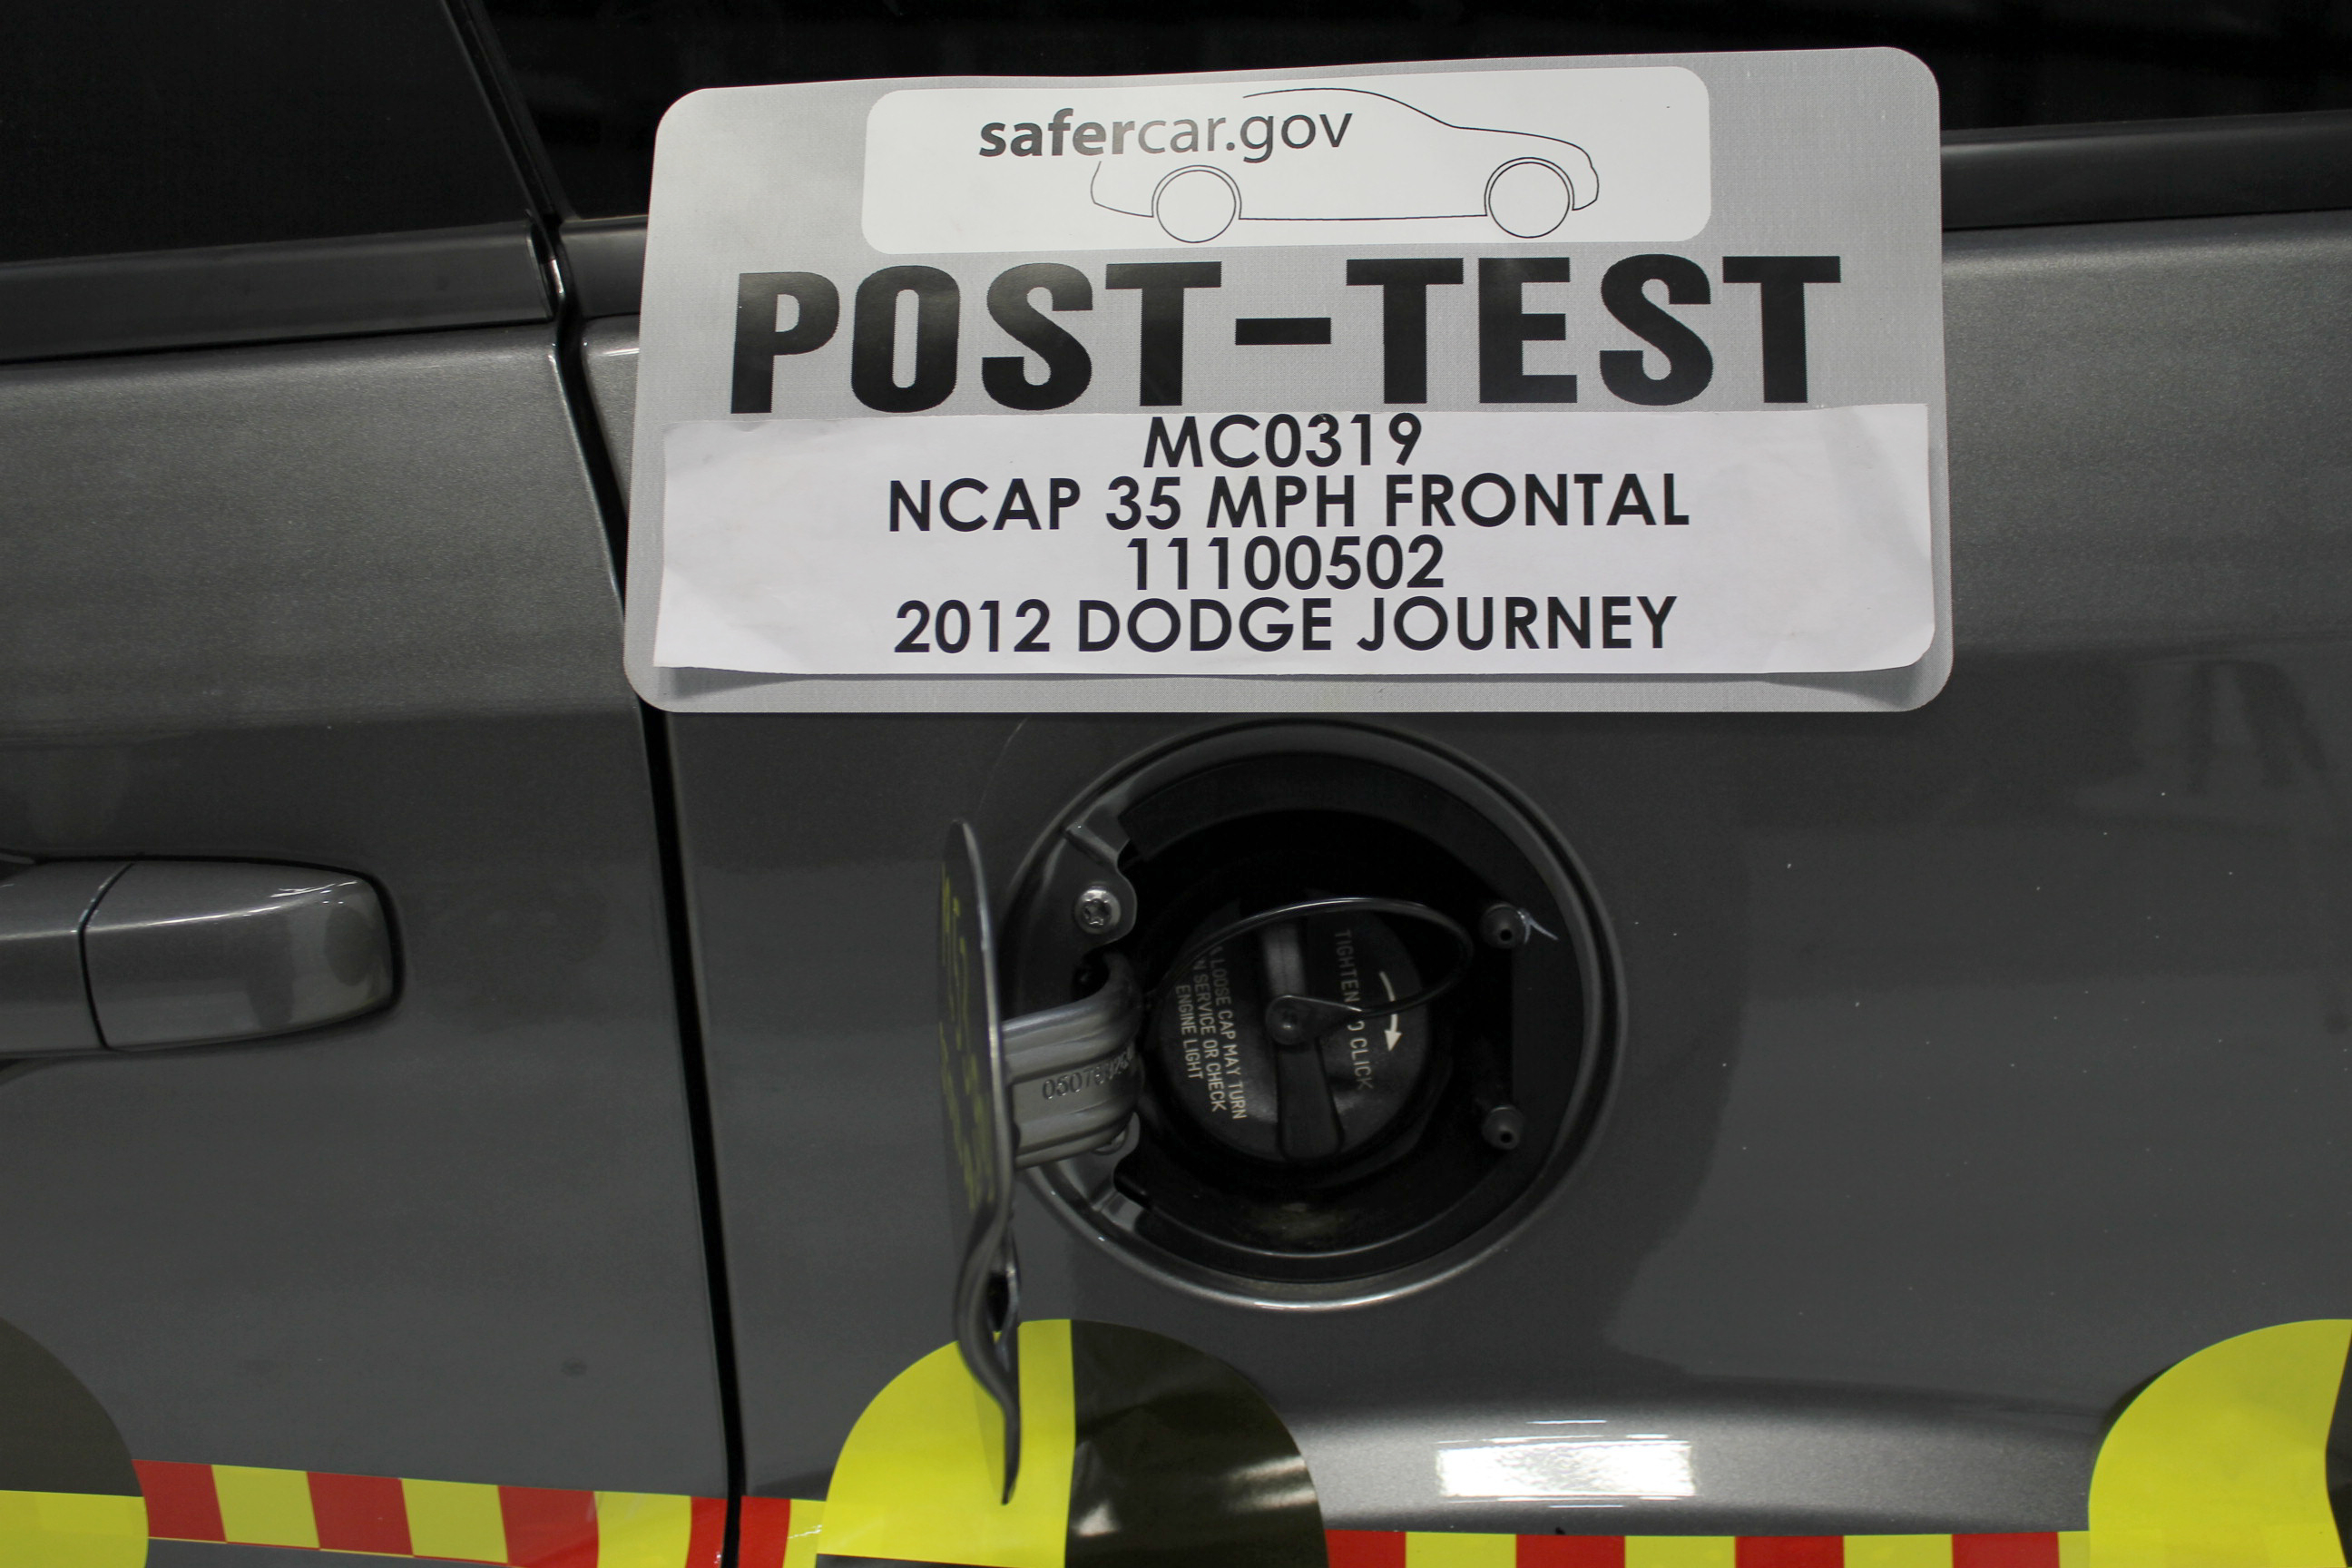 safercar.gov
POST-TEST
MC0319
NCAP 35 MPH FRONTAL
11100502
2012 DODGE JOURNEY
TIGHTEN CLICK
LOOSE CAP MAY TURN
SERVICE OR CHECK
ENGINE LIGHT